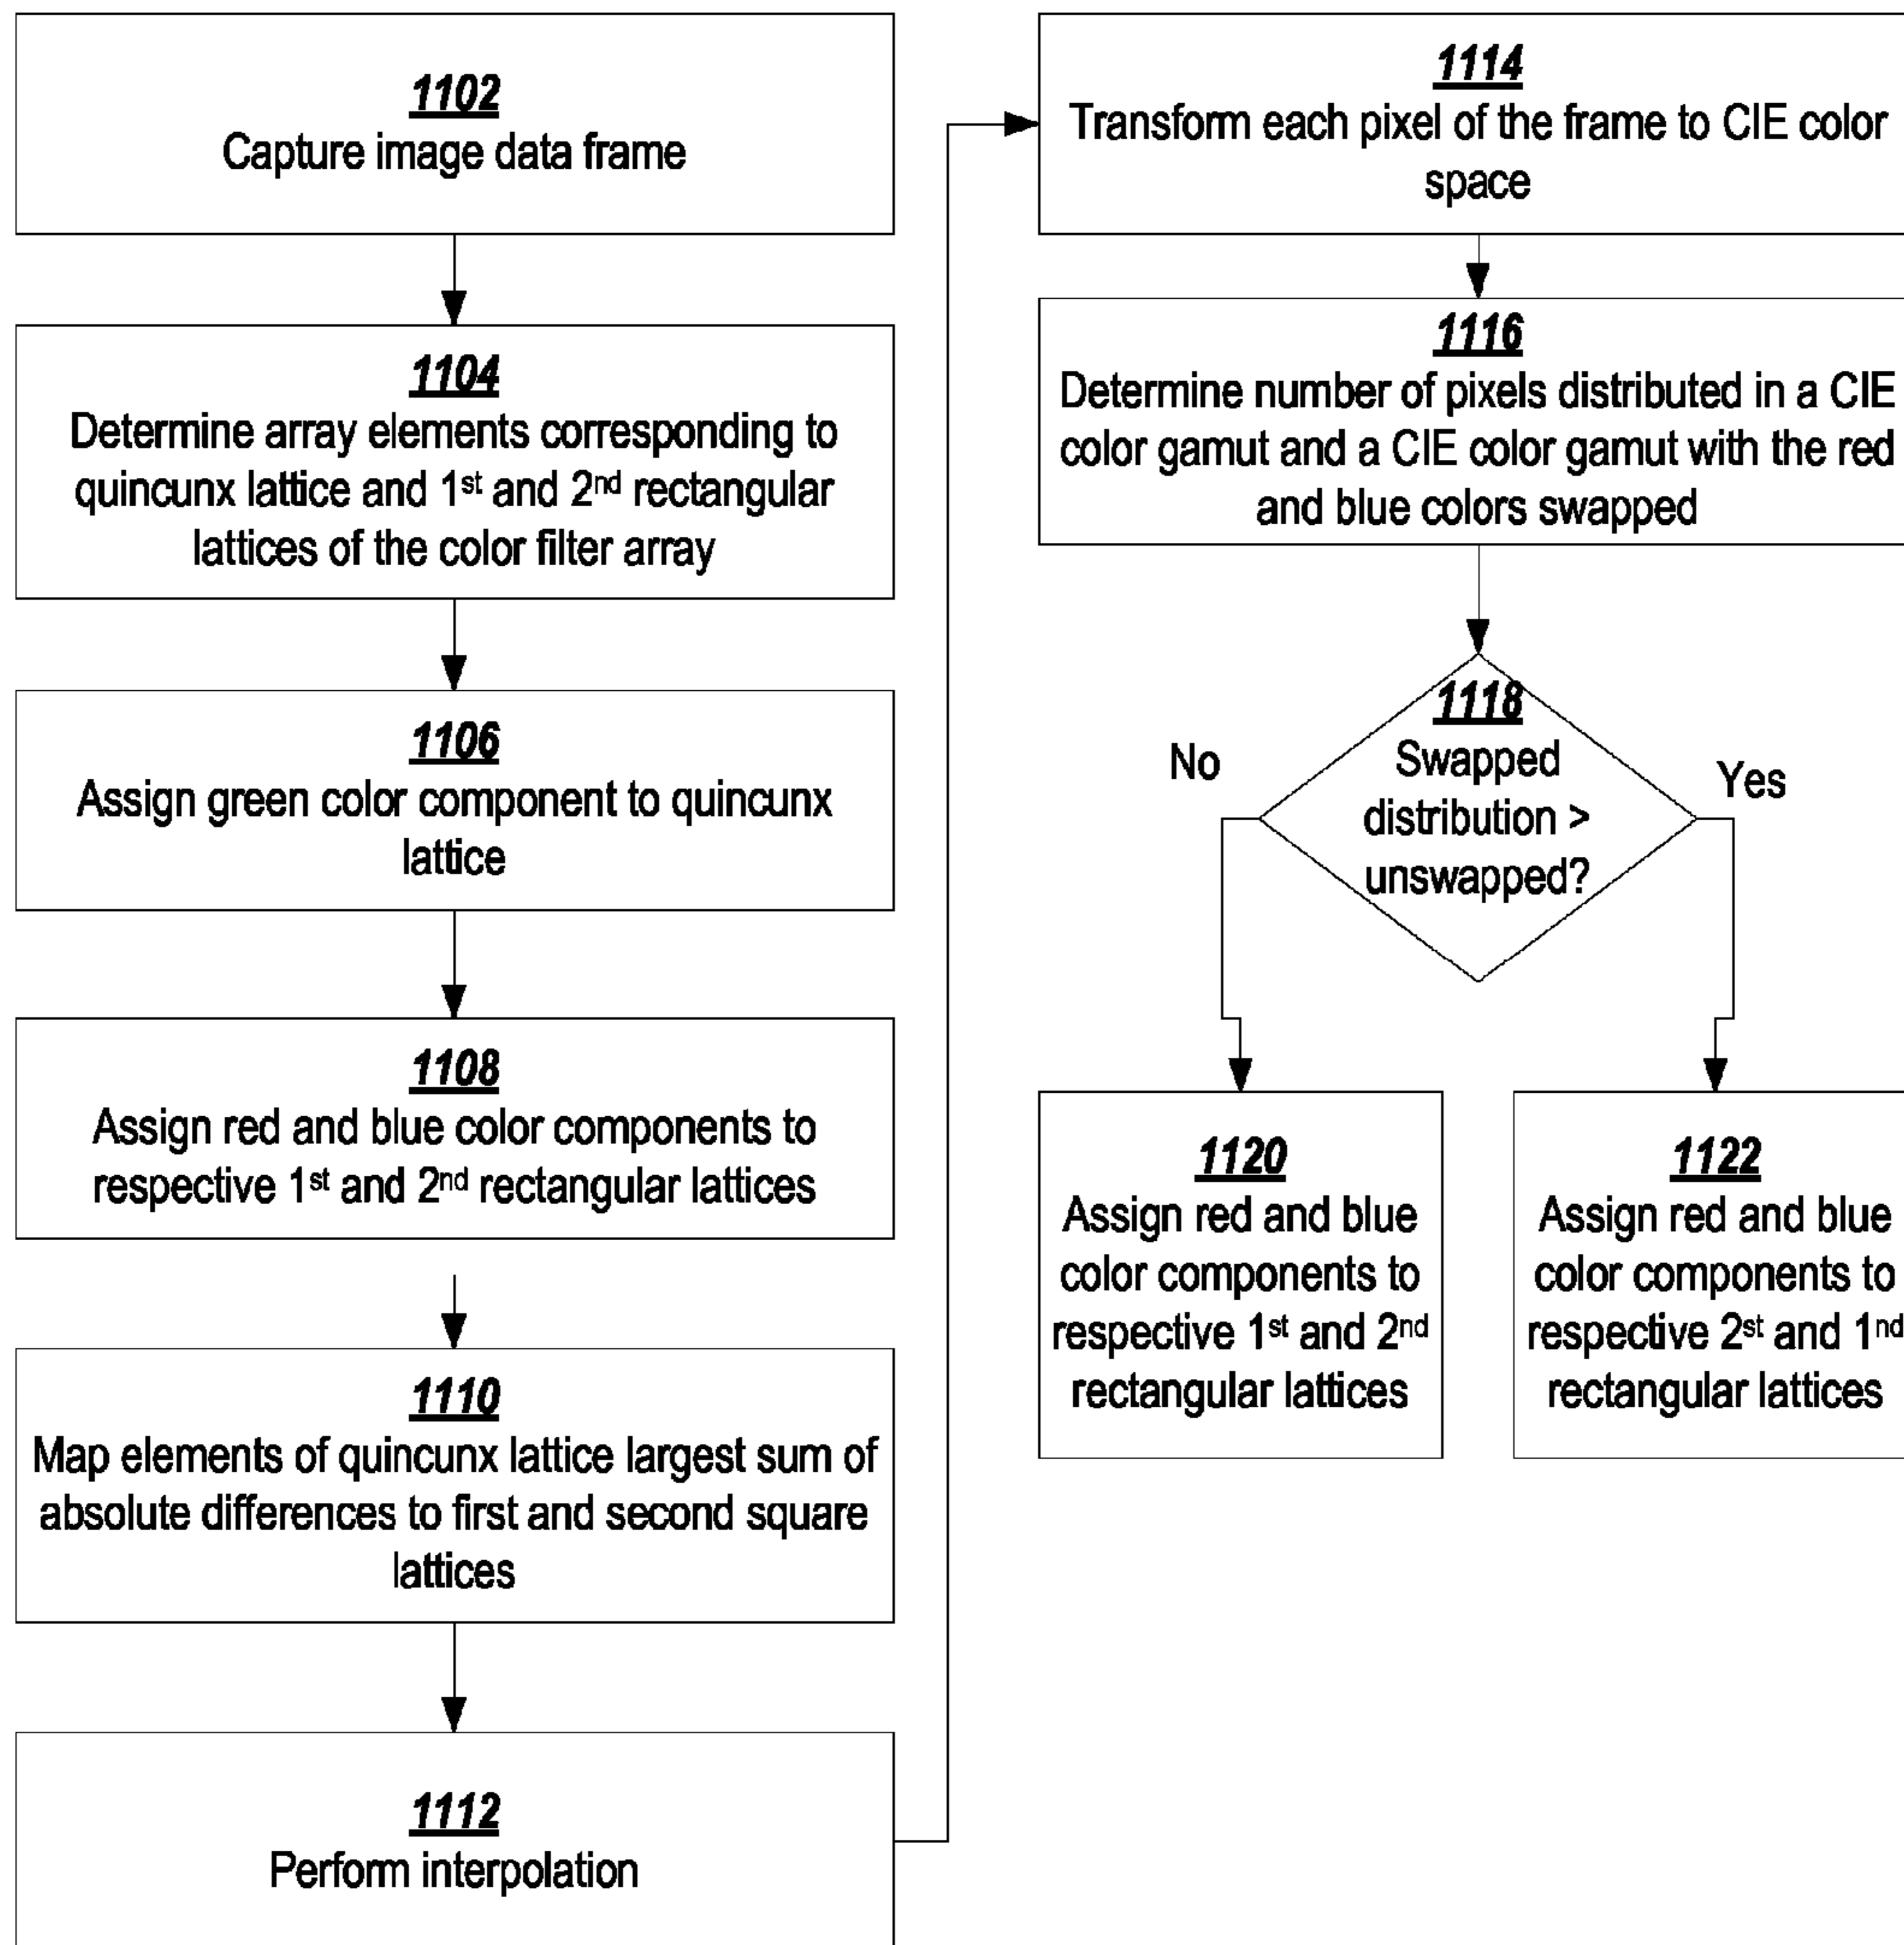 1102
Capture image data frame
1104
Determine array elements corresponding to
quincunx lattice and 1st and 2nd rectangular
lattices of the color filter array
1106
Assign green color component to quincunx
lattice
1108
Assign red and blue color components to
respective 1st and 2nd rectangular lattices
1110
Map elements of quincunx lattice largest sum of
absolute differences to first and second square
lattices
1112
Perform interpolation
1114
Transform each pixel of the frame to CIE color
space
1116
Determine number of pixels distributed in a CIE
color gamut and a CIE color gamut with the red
and blue colors swapped
1118
Swapped
distribution >
unswapped?
No
Yes
1120
Assign red and blue
color components to
respective 1st and 2nd
rectangular lattices
1122
Assign red and blue
color components to
respective 2st and 1nd
rectangular lattices